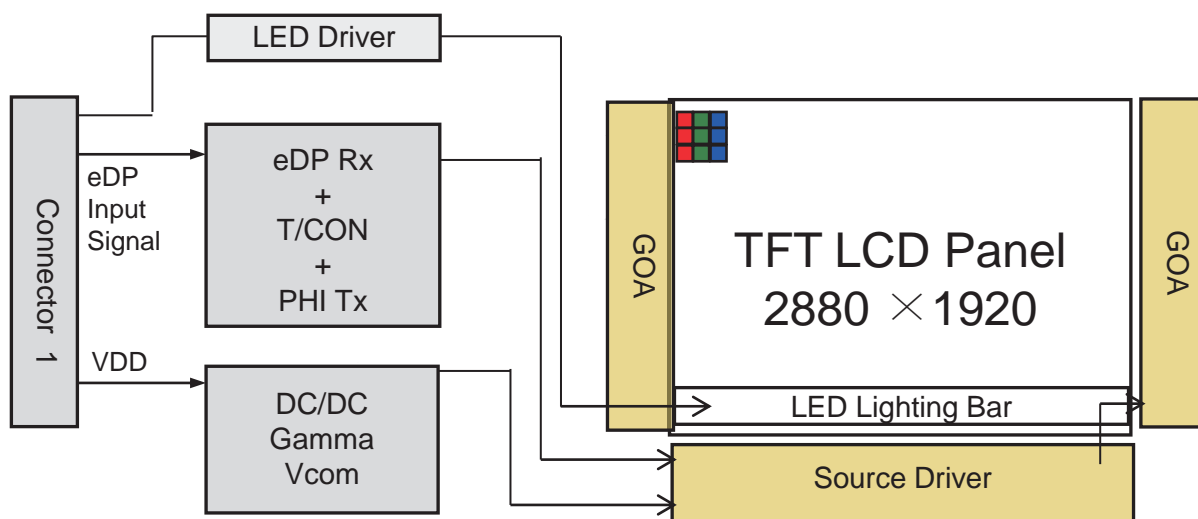 LED Driver
Connector 1
eDP
Input
Signal
eDP Rx
+
T/CON
+
PHI Tx
VDD
DC/DC
Gamma
Vcom
GOA
TFT LCD Panel
2880 × 1920
LED Lighting Bar
GOA
Source Driver